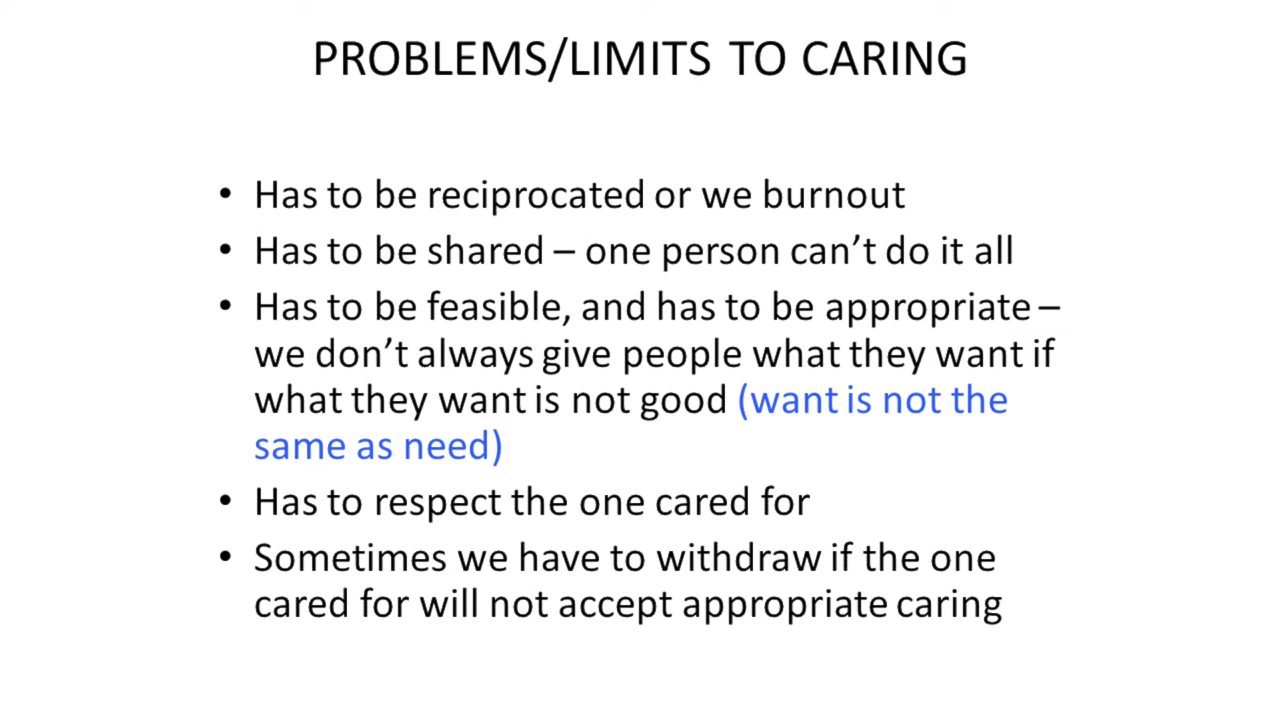 PROBLEMS/LIMITS TO CARING
• Has to be reciprocated or we burnout
• Has to be shared – one person can’t do it all
• Has to be feasible, and has to be appropriate –
we don’t always give people what they want if
what they want is not good (want is not the
same as need)
• Has to respect the one cared for
• Sometimes we have to withdraw if the one
cared for will not accept appropriate caring